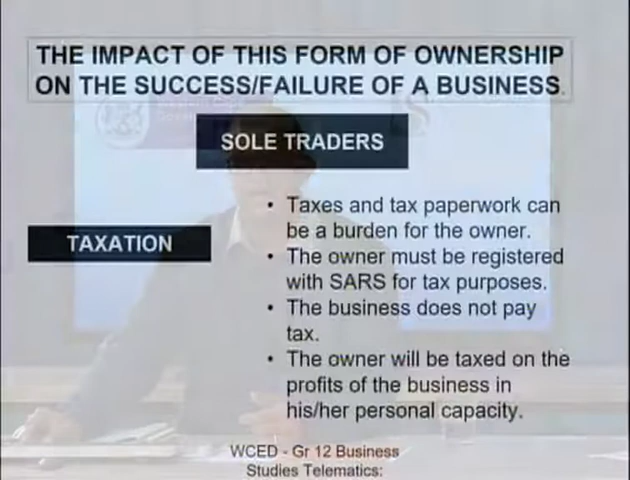 THE IMPACT OF THIS FORM OF OWNERSHIP
ON THE SUCCESS/FAILURE OF A BUSINESS.
SOLE TRADERS
TAXATION
• Taxes and tax paperwork can
be a burden for the owner.
• The owner must be registered
with SARS for tax purposes.
• The business does not pay
tax.
• The owner will be taxed on the
profits of the business in
his/her personal capacity.
WCED - Gr 12 Business
Studies Telematics: